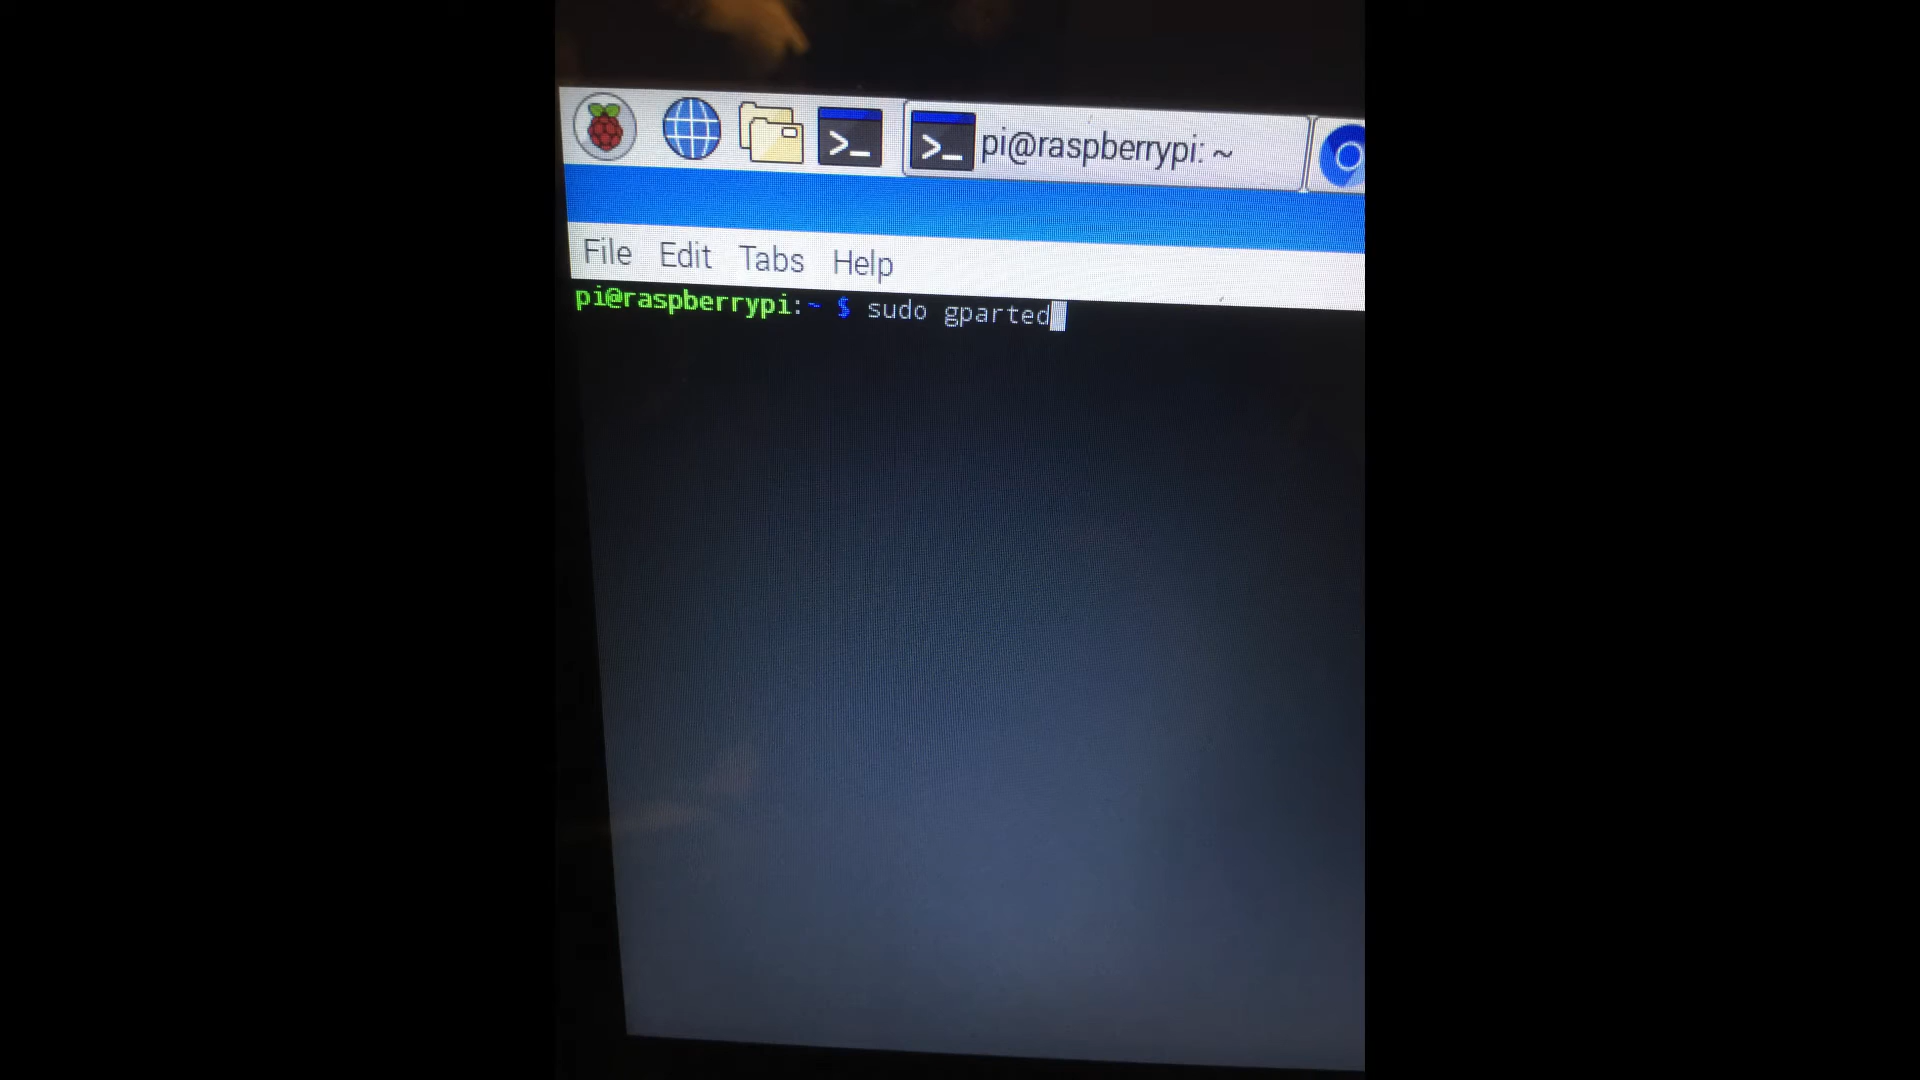 pi@raspberrypi: ~
File Edit Tabs Help
pi@raspberrypi:~ $ sudo gparted